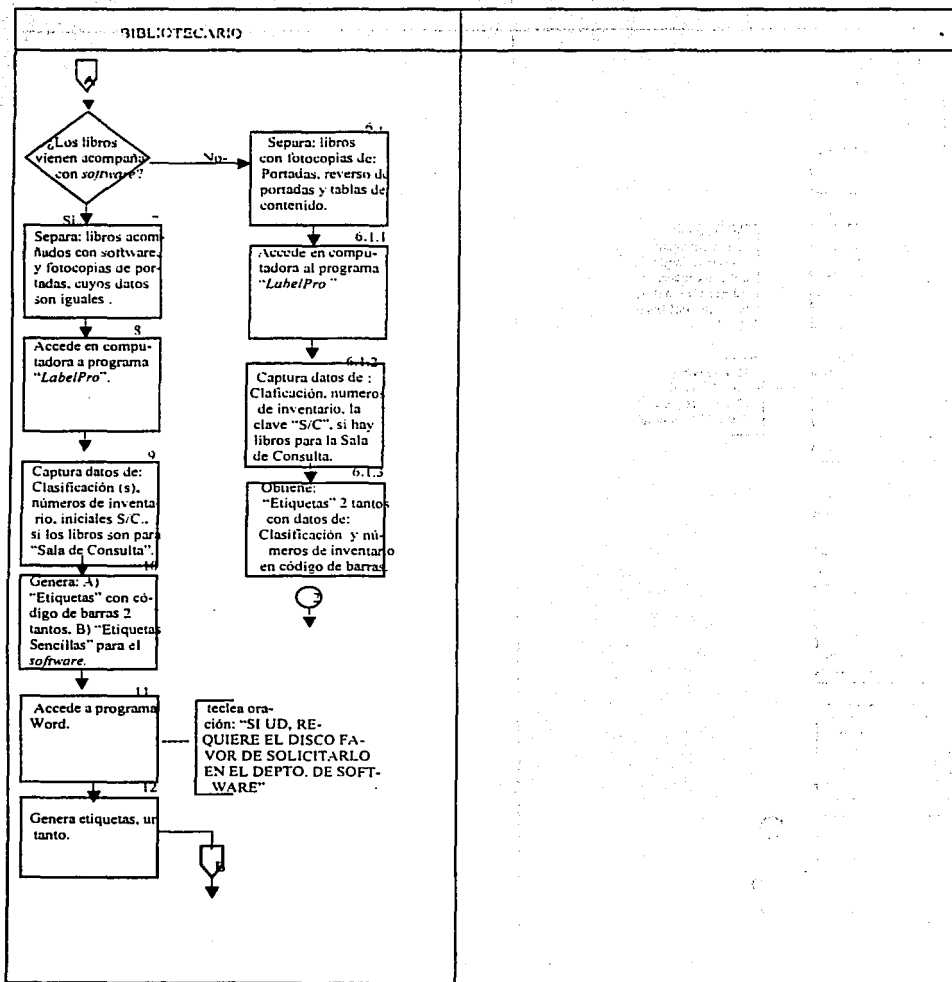 BIBLIOTECARIO
A
¿Los libros
vienen acompaña
con software?
No
Si
6.1
Separa: libros
con fotocopias de:
Portadas, reverso de
portadas y tablas de
contenido.
6.1.1
Accede en compu-
tadora al programa
"LabelPro"
6.1.2
Captura datos de :
Claficación, numero
de inventario, la
clave "S/C", si hay
libros para la Sala
de Consulta.
6.1.3
Obtiene:
"Etiquetas" 2 tantos
con datos de:
Clasificación y nú-
meros de inventario
en código de barras.
2
7
Separa: libros acom-
ñados con software,
y fotocopias de por-
tadas, cuyos datos
son iguales .
8
Accede en compu-
tadora a programa
"LabelPro".
9
Captura datos de:
Clasificación (s),
números de inventa
rio, iniciales S/C.,
si los libros son para
"Sala de Consulta".
10
Genera: A)
"Etiquetas" con có-
digo de barras 2
tantos, B) "Etiquetas
Sencillas" para el
software.
11
Accede a programa
Word.
teclea ora-
ción: "SI UD, RE-
QUIERE EL DISCO FA-
VOR DE SOLICITARLO
EN EL DEPTO. DE SOFT-
WARE"
12
Genera etiquetas, un
tanto.
B